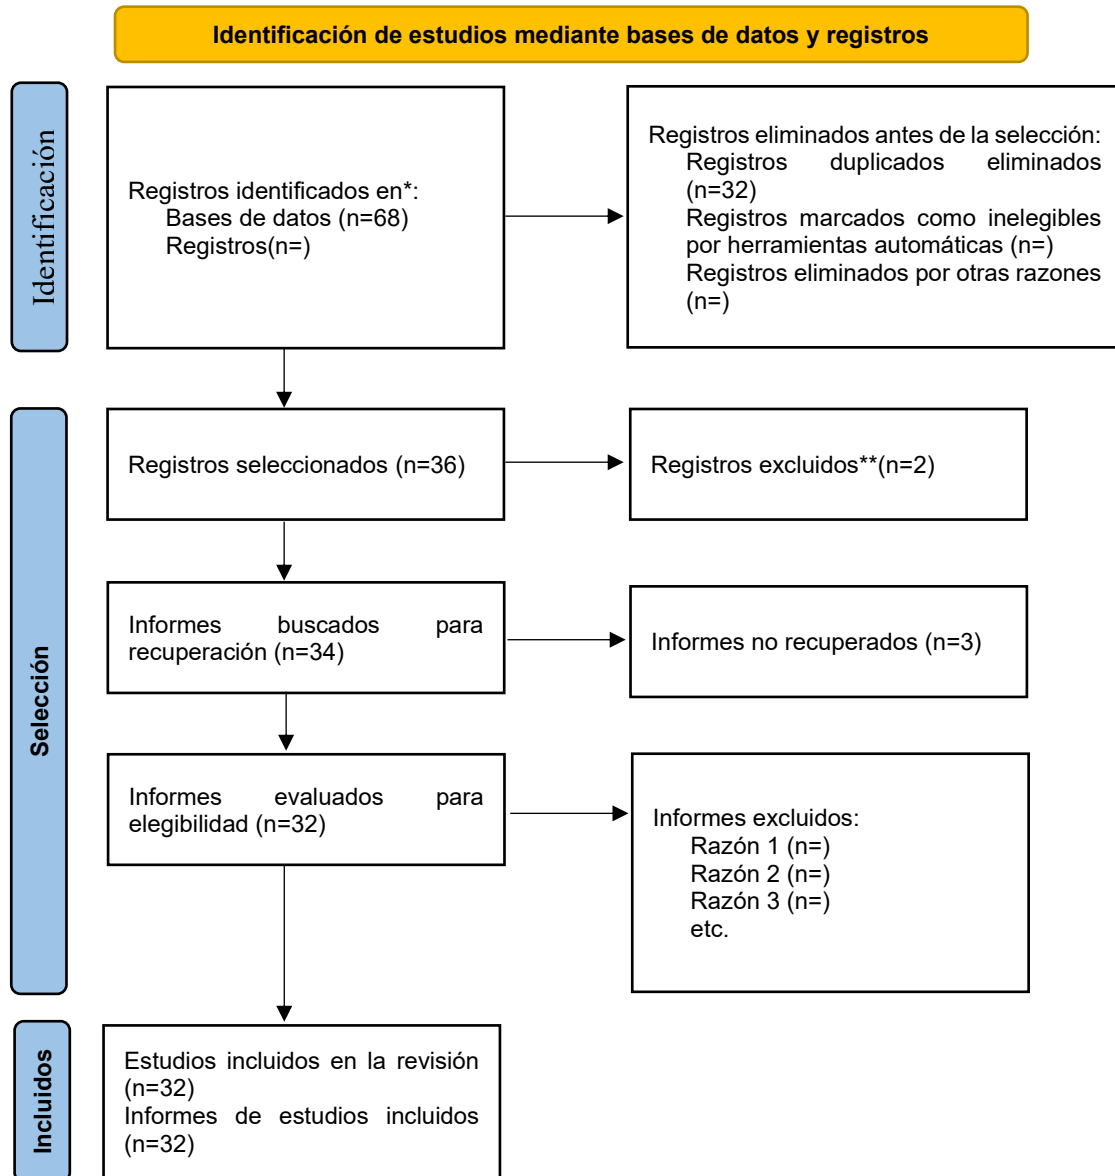 Identificación de estudios mediante bases de datos y registros
Identificación
Registros identificados en*:
Bases de datos (n=68)
Registros(n=)
Registros eliminados antes de la selección:
Registros duplicados eliminados
(n=32)
Registros marcados como inelegibles
por herramientas automáticas (n=)
Registros eliminados por otras razones
(n=)
Selección
Registros seleccionados (n=36)
Registros excluidos**(n=2)
Informes buscados para
recuperación (n=34)
Informes no recuperados (n=3)
Informes evaluados para
elegibilidad (n=32)
Informes excluidos:
Razón 1 (n=)
Razón 2 (n=)
Razón 3 (n=)
etc.
Incluidos
Estudios incluidos en la revisión
(n=32)
Informes de estudios incluidos
(n=32)